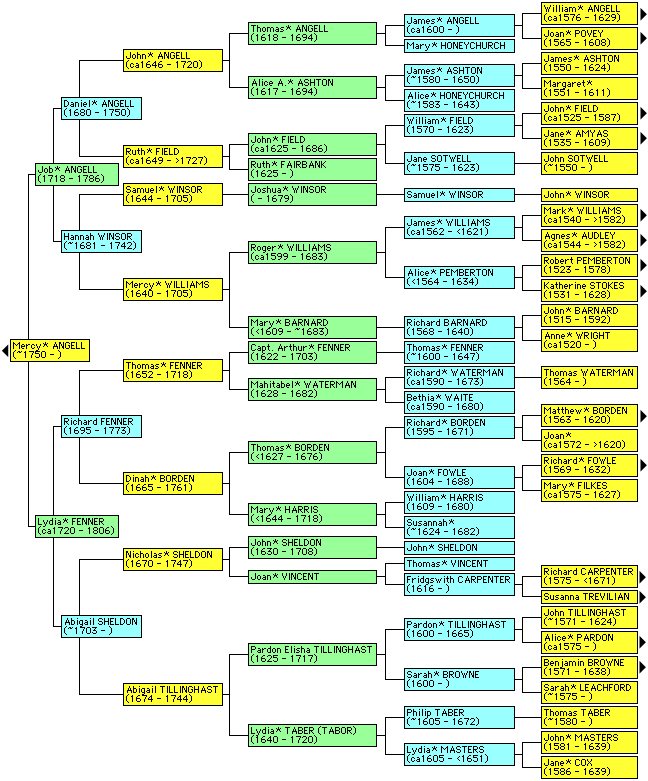 William* ANGELL
(ca1576 - 1629)
James* ANGELL
(ca1600 - )
Thomas* ANGELL
(1618 - 1694)
Joan* POVEY
(1565 - 1608)
Mary* HONEYCHURCH
John* ANGELL
(ca1646 - 1720)
James* ASHTON
(1550 - 1624)
James* ASHTON
(~1580 - 1650)
Alice A.* ASHTON
(1617 - 1694)
Margaret*
(1551 - 1611)
Alice* HONEYCHURCH
(~1583 - 1643)
Daniel* ANGELL
(1680 - 1750)
John* FIELD
(ca1525 - 1587)
William* FIELD
(1570 - 1623)
John* FIELD
(ca1625 - 1686)
Jane* AMYAS
(1535 - 1609)
Ruth* FIELD
(ca1649 - >1727)
Jane SOTWELL
(~1575 - 1623)
John SOTWELL
(~1550 - )
Ruth* FAIRBANK
(1625 - )
Job* ANGELL
(1718 - 1786)
Samuel* WINSOR
(1644 - 1705)
Joshua* WINSOR
( - 1679)
Samuel* WINSOR
John* WINSOR
Mark* WILLIAMS
(ca1540 - >1582)
James* WILLIAMS
(ca1562 - <1621)
Hannah WINSOR
(~1681 - 1742)
Agnes* AUDLEY
(ca1544 - >1582)
Roger* WILLIAMS
(ca1599 - 1683)
Robert PEMBERTON
(1523 - 1578)
Alice* PEMBERTON
(<1564 - 1634)
Mercy* WILLIAMS
(1640 - 1705)
Katherine STOKES
(1531 - 1628)
John* BARNARD
(1515 - 1592)
Mary* BARNARD
(<1609 - ~1683)
Richard BARNARD
(1568 - 1640)
Anne* WRIGHT
(ca1520 - )
Mercy* ANGELL
(~1750 - )
Capt. Arthur* FENNER
(1622 - 1703)
Thomas* FENNER
(~1600 - 1647)
Thomas* FENNER
(1652 - 1718)
Richard* WATERMAN
(ca1590 - 1673)
Thomas WATERMAN
(1564 - )
Mahitabel* WATERMAN
(1628 - 1682)
Bethia* WAITE
(ca1590 - 1680)
Richard FENNER
(1695 - 1773)
Matthew* BORDEN
(1563 - 1620)
Richard* BORDEN
(1595 - 1671)
Joan*
(ca1572 - >1620)
Thomas* BORDEN
(<1627 - 1676)
Richard* FOWLE
(1569 - 1632)
Joan* FOWLE
(1604 - 1688)
Dinah* BORDEN
(1665 - 1761)
Mary* FILKES
(ca1575 - 1627)
William* HARRIS
(1609 - 1680)
Mary* HARRIS
(<1644 - 1718)
Susannah*
(~1624 - 1682)
Lydia* FENNER
(ca1720 - 1806)
John* SHELDON
(1630 - 1708)
John* SHELDON
Nicholas* SHELDON
(1670 - 1747)
Thomas* VINCENT
Joan* VINCENT
Richard CARPENTER
(1575 - <1671)
Fridgswith CARPENTER
(1616 - )
Susanna TREVILIAN
Abigail SHELDON
(~1703 - )
John TILLINGHAST
(~1571 - 1624)
Pardon* TILLINGHAST
(1600 - 1665)
Alice* PARDON
(ca1575 - )
Pardon Elisha TILLINGHAST
(1625 - 1717)
Benjamin BROWNE
(1571 - 1638)
Sarah* BROWNE
(1600 - )
Sarah* LEACHFORD
(~1575 - )
Abigail TILLINGHAST
(1674 - 1744)
Philip TABER
(~1605 - 1672)
Thomas TABER
(~1580 - )
Lydia* TABER (TABOR)
(1640 - 1720)
John* MASTERS
(1581 - 1639)
Lydia* MASTERS
(ca1605 - <1651)
Jane* COX
(1586 - 1639)